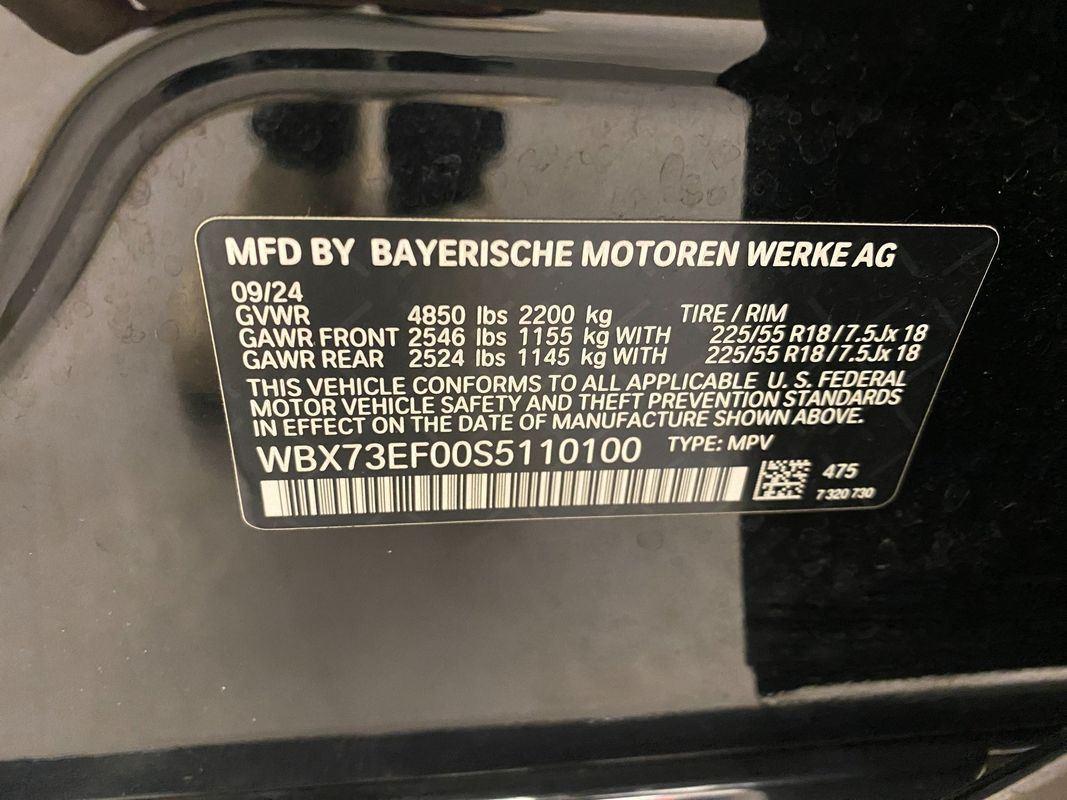 MFD BY BAYERISCHE MOTOREN WERKE AG
09/24
GVWR 4850 lbs 2200 kg TIRE / RIM
GAWR FRONT 2546 lbs 1155 kg WITH 225/55 R18 / 7.5Jx 18
GAWR REAR 2524 lbs 1145 kg WITH 225/55 R18 / 7.5Jx 18
THIS VEHICLE CONFORMS TO ALL APPLICABLE U. S. FEDERAL
MOTOR VEHICLE SAFETY AND THEFT PREVENTION STANDARDS
IN EFFECT ON THE DATE OF MANUFACTURE SHOWN ABOVE.
WBX73EF00S5110100 TYPE: MPV
475
7 320 730